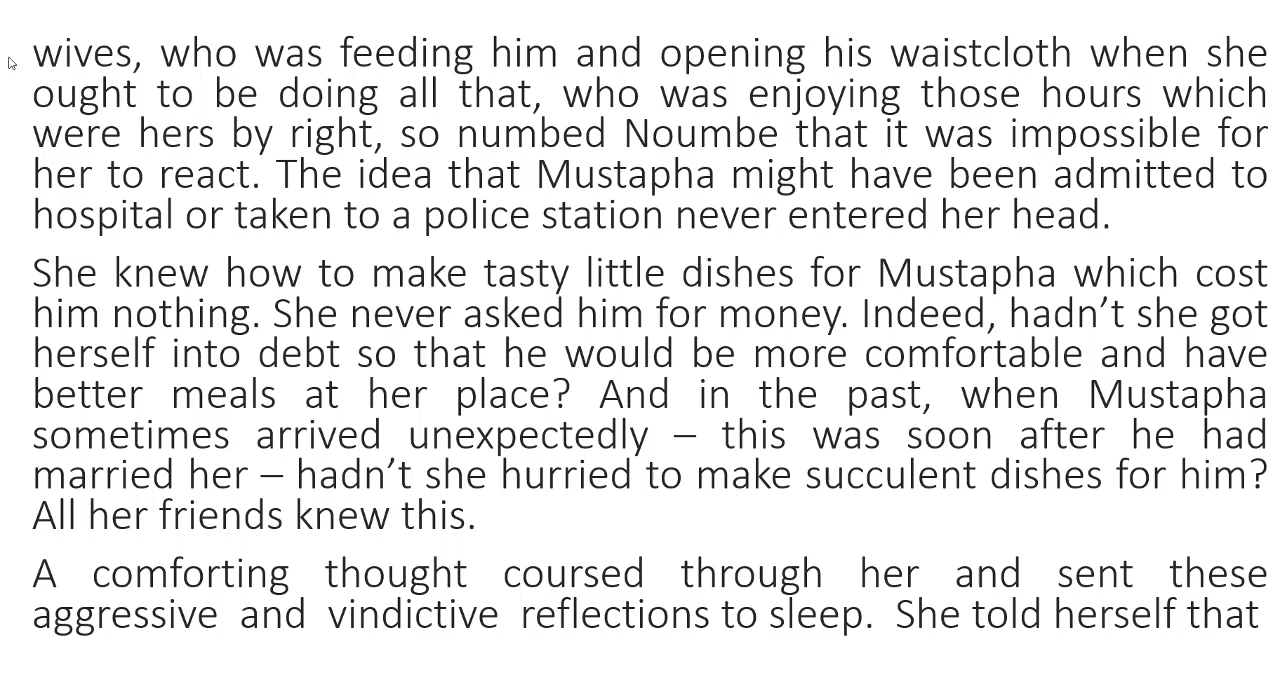 wives, who was feeding him and opening his waistcloth when she
ought to be doing all that, who was enjoying those hours which
were hers by right, so numbed Noumbe that it was impossible for
her to react. The idea that Mustapha might have been admitted to
hospital or taken to a police station never entered her head.
She knew how to make tasty little dishes for Mustapha which cost
him nothing. She never asked him for money. Indeed, hadn’t she got
herself into debt so that he would be more comfortable and have
better meals at her place? And in the past, when Mustapha
sometimes arrived unexpectedly – this was soon after he had
married her – hadn’t she hurried to make succulent dishes for him?
All her friends knew this.
A comforting thought coursed through her and sent these
aggressive and vindictive reflections to sleep. She told herself that